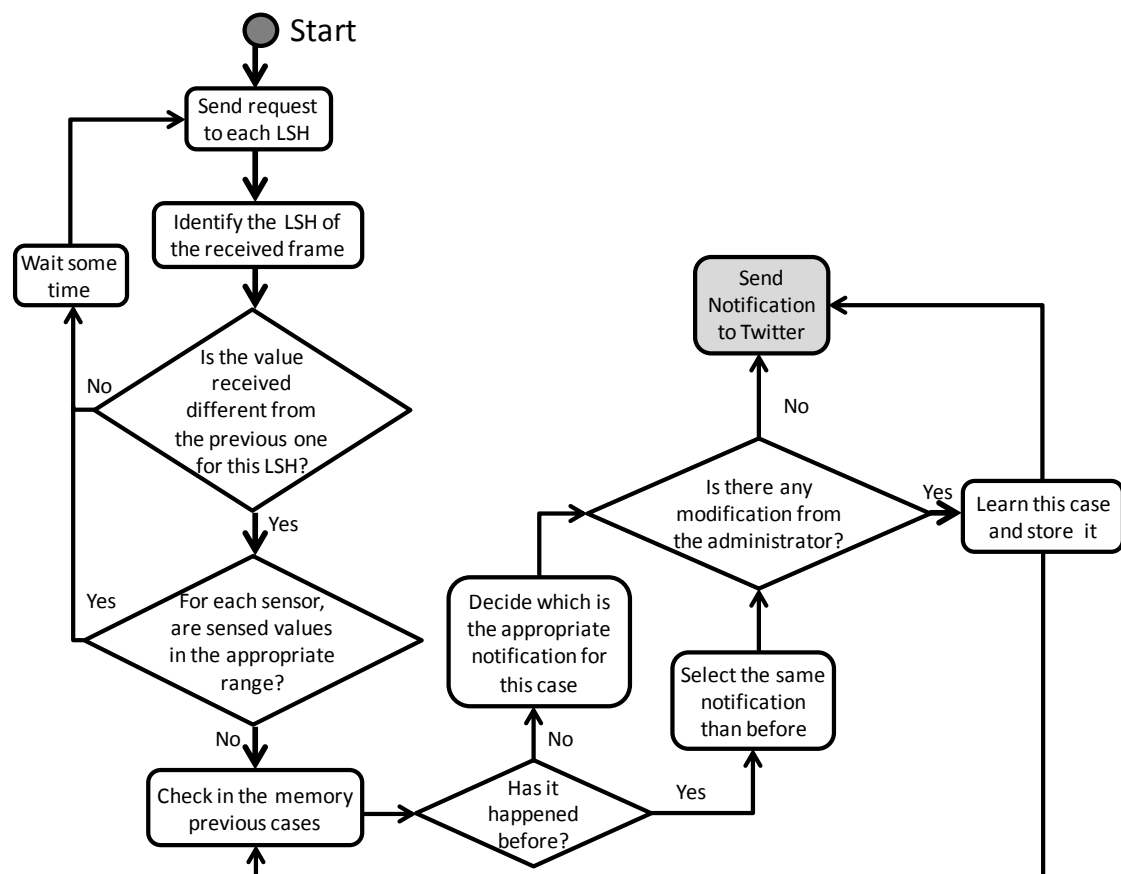 Start
Send request
to each LSH
Identify the LSH of
the received frame
Wait some
time
Is the value
received
different from
the previous one
for this LSH?
No
Yes
For each sensor,
are sensed values
in the appropriate
range?
Yes
No
Check in the memory
previous cases
Has it
happened
before?
No
Yes
Decide which is
the appropriate
notification for
this case
Select the same
notification
than before
Is there any
modification from
the administrator?
No
Yes
Learn this case
and store it
Send
Notification
to Twitter